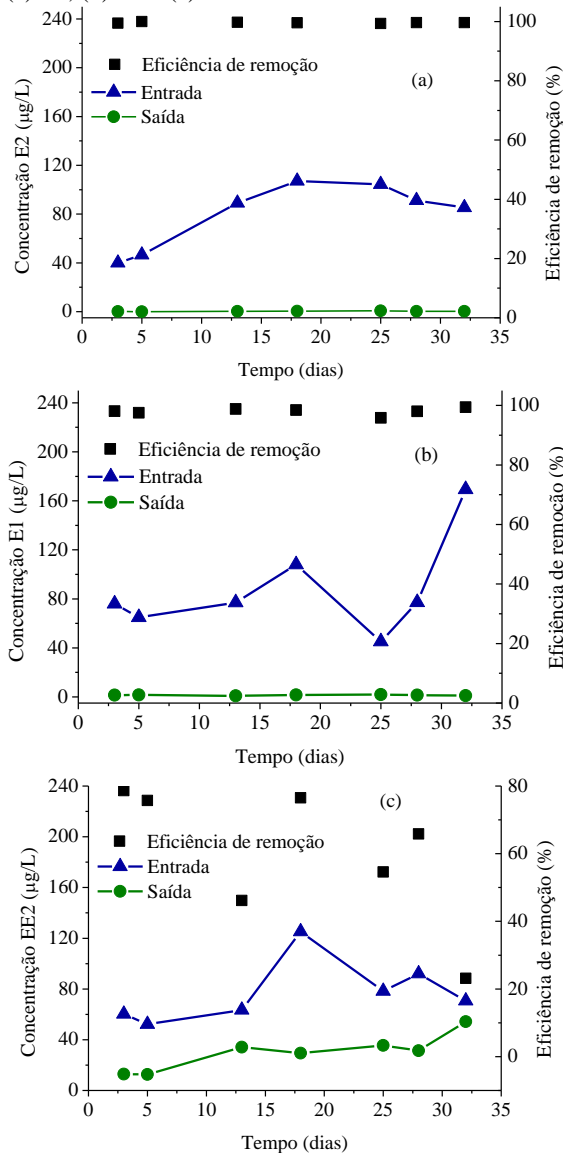 240
200
160
120
80
40
0
Concentração E2 (µg/L)
Eficiência de remoção
Entrada
Saída
(a)
100
80
60
40
20
0
Eficiência de remoção (%)
0 5 10 15 20 25 30 35
Tempo (dias)
240
200
160
120
80
40
0
Concentração E1 (µg/L)
Eficiência de remoção
Entrada
Saída
(b)
100
80
60
40
20
0
Eficiência de remoção (%)
0 5 10 15 20 25 30 35
Tempo (dias)
240
200
160
120
80
40
0
Concentração EE2 (µg/L)
Eficiência de remoção
Entrada
Saída
(c)
80
60
40
20
0
Eficiência de remoção (%)
0 5 10 15 20 25 30 35
Tempo (dias)